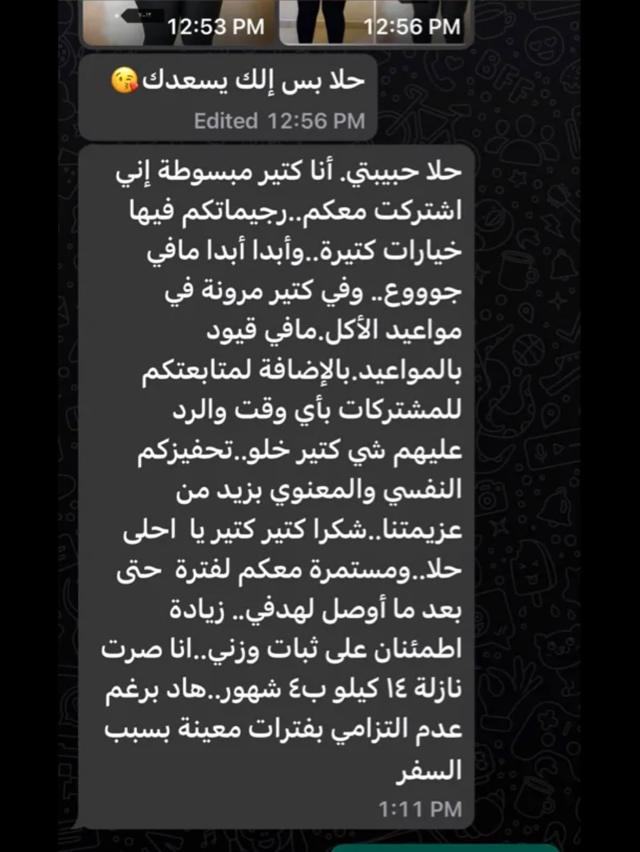 12:53 PM
12:56 PM
حلا بس إلك يسعدك😘
Edited 12:56 PM
حلا حبيبتي. أنا كتير مبسوطة إني
اشتركت معكم..رجيماتكم فيها
خيارات كتيرة..وأبدا أبدا مافي
جوووع.. وفي كتير مرونة في
مواعيد الأكل.مافي قيود
بالمواعيد.بالإضافة لمتابعتكم
للمشتركات بأي وقت والرد
عليهم شي كتير خلو..تحفيزكم
النفسي والمعنوي بزيد من
عزيمتنا..شكرا كتير كتير يا احلى
حلا..ومستمرة معكم لفترة حتى
بعد ما أوصل لهدفي.. زيادة
اطمئنان على ثبات وزني..انا صرت
نازلة ١٤ كيلو ب٤ شهور..هاد برغم
عدم التزامي بفترات معينة بسبب
السفر
1:11 PM